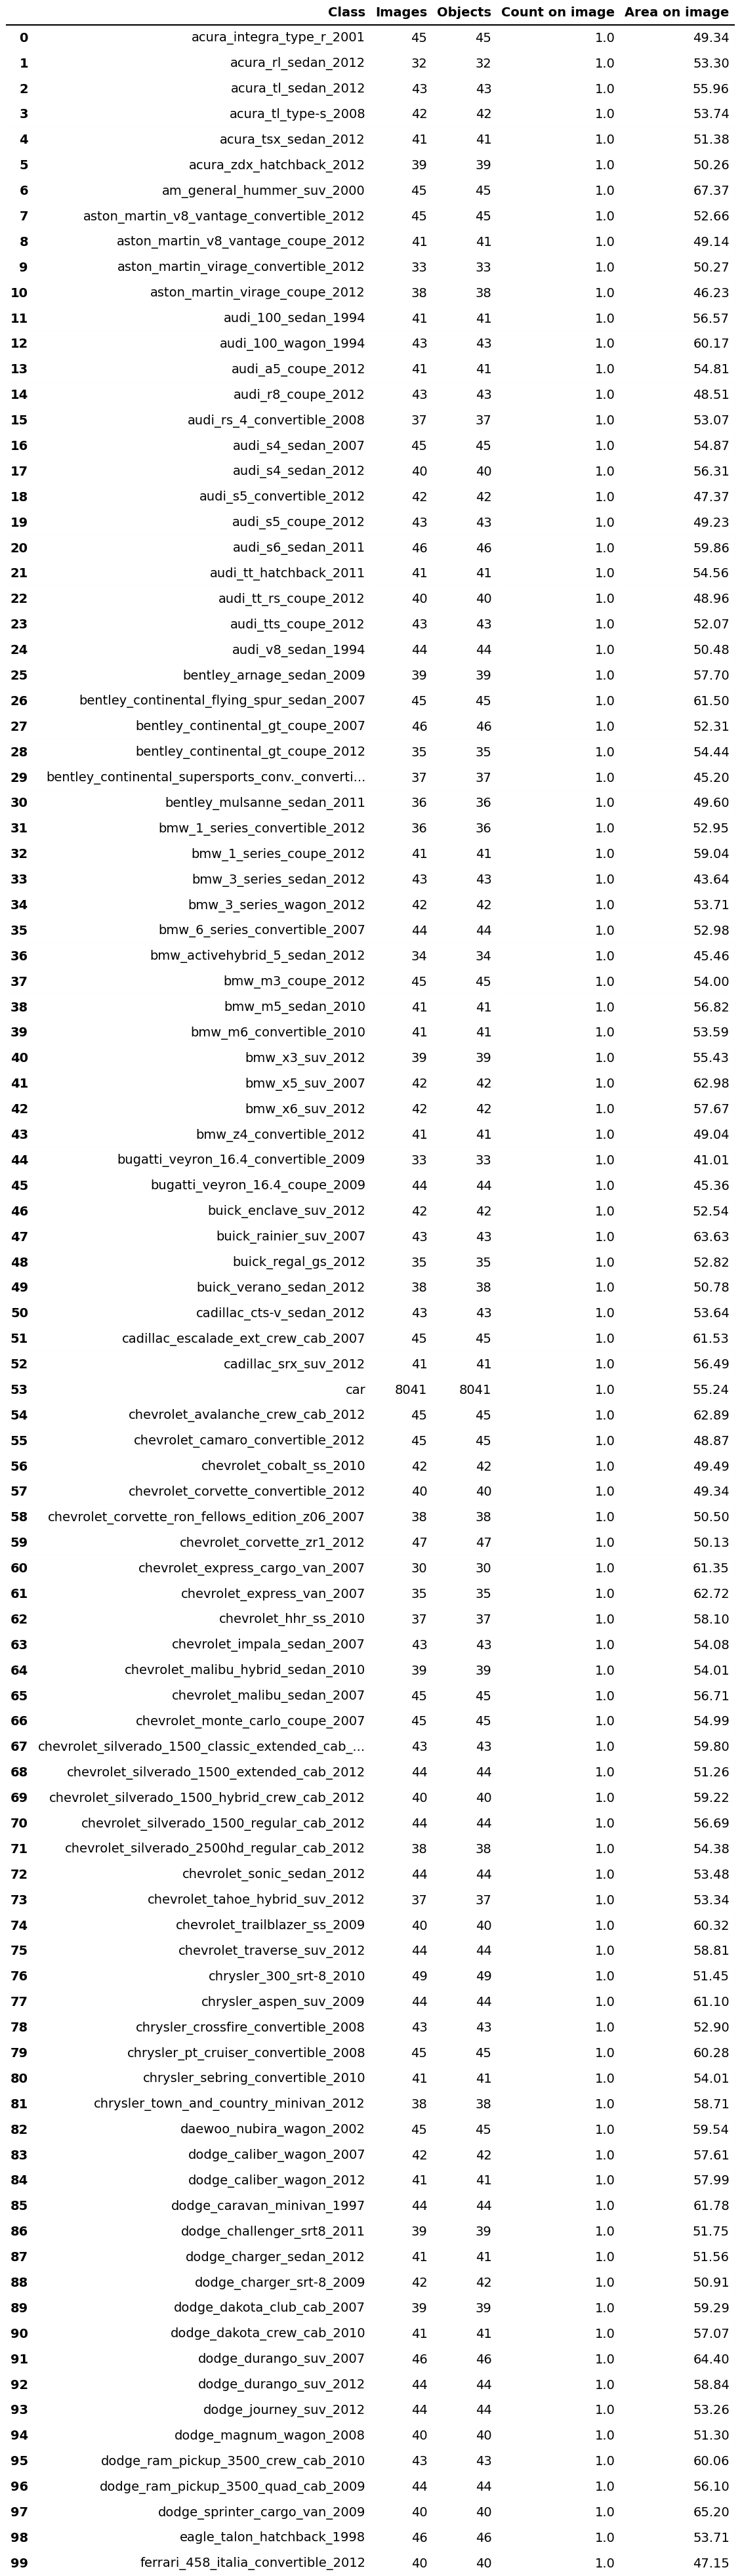 Class Images Objects Count on image Area on image
0 acura_integra_type_r_2001 45 45 1.0 49.34
1 acura_rl_sedan_2012 32 32 1.0 53.30
2 acura_tl_sedan_2012 43 43 1.0 55.96
3 acura_tl_type-s_2008 42 42 1.0 53.74
4 acura_tsx_sedan_2012 41 41 1.0 51.38
5 acura_zdx_hatchback_2012 39 39 1.0 50.26
6 am_general_hummer_suv_2000 45 45 1.0 67.37
7 aston_martin_v8_vantage_convertible_2012 45 45 1.0 52.66
8 aston_martin_v8_vantage_coupe_2012 41 41 1.0 49.14
9 aston_martin_virage_convertible_2012 33 33 1.0 50.27
10 aston_martin_virage_coupe_2012 38 38 1.0 46.23
11 audi_100_sedan_1994 41 41 1.0 56.57
12 audi_100_wagon_1994 43 43 1.0 60.17
13 audi_a5_coupe_2012 41 41 1.0 54.81
14 audi_r8_coupe_2012 43 43 1.0 48.51
15 audi_rs_4_convertible_2008 37 37 1.0 53.07
16 audi_s4_sedan_2007 45 45 1.0 54.87
17 audi_s4_sedan_2012 40 40 1.0 56.31
18 audi_s5_convertible_2012 42 42 1.0 47.37
19 audi_s5_coupe_2012 43 43 1.0 49.23
20 audi_s6_sedan_2011 46 46 1.0 59.86
21 audi_tt_hatchback_2011 41 41 1.0 54.56
22 audi_tt_rs_coupe_2012 40 40 1.0 48.96
23 audi_tts_coupe_2012 43 43 1.0 52.07
24 audi_v8_sedan_1994 44 44 1.0 50.48
25 bentley_arnage_sedan_2009 39 39 1.0 57.70
26 bentley_continental_flying_spur_sedan_2007 45 45 1.0 61.50
27 bentley_continental_gt_coupe_2007 46 46 1.0 52.31
28 bentley_continental_gt_coupe_2012 35 35 1.0 54.44
29 bentley_continental_supersports_conv._converti... 37 37 1.0 45.20
30 bentley_mulsanne_sedan_2011 36 36 1.0 49.60
31 bmw_1_series_convertible_2012 36 36 1.0 52.95
32 bmw_1_series_coupe_2012 41 41 1.0 59.04
33 bmw_3_series_sedan_2012 43 43 1.0 43.64
34 bmw_3_series_wagon_2012 42 42 1.0 53.71
35 bmw_6_series_convertible_2007 44 44 1.0 52.98
36 bmw_activehybrid_5_sedan_2012 34 34 1.0 45.46
37 bmw_m3_coupe_2012 45 45 1.0 54.00
38 bmw_m5_sedan_2010 41 41 1.0 56.82
39 bmw_m6_convertible_2010 41 41 1.0 53.59
40 bmw_x3_suv_2012 39 39 1.0 55.43
41 bmw_x5_suv_2007 42 42 1.0 62.98
42 bmw_x6_suv_2012 42 42 1.0 57.67
43 bmw_z4_convertible_2012 41 41 1.0 49.04
44 bugatti_veyron_16.4_convertible_2009 33 33 1.0 41.01
45 bugatti_veyron_16.4_coupe_2009 44 44 1.0 45.36
46 buick_enclave_suv_2012 42 42 1.0 52.54
47 buick_rainier_suv_2007 43 43 1.0 63.63
48 buick_regal_gs_2012 35 35 1.0 52.82
49 buick_verano_sedan_2012 38 38 1.0 50.78
50 cadillac_cts-v_sedan_2012 43 43 1.0 53.64
51 cadillac_escalade_ext_crew_cab_2007 45 45 1.0 61.53
52 cadillac_srx_suv_2012 41 41 1.0 56.49
53 car 8041 8041 1.0 55.24
54 chevrolet_avalanche_crew_cab_2012 45 45 1.0 62.89
55 chevrolet_camaro_convertible_2012 45 45 1.0 48.87
56 chevrolet_cobalt_ss_2010 42 42 1.0 49.49
57 chevrolet_corvette_convertible_2012 40 40 1.0 49.34
58 chevrolet_corvette_ron_fellows_edition_z06_2007 38 38 1.0 50.50
59 chevrolet_corvette_zr1_2012 47 47 1.0 50.13
60 chevrolet_express_cargo_van_2007 30 30 1.0 61.35
61 chevrolet_express_van_2007 35 35 1.0 62.72
62 chevrolet_hhr_ss_2010 37 37 1.0 58.10
63 chevrolet_impala_sedan_2007 43 43 1.0 54.08
64 chevrolet_malibu_hybrid_sedan_2010 39 39 1.0 54.01
65 chevrolet_malibu_sedan_2007 45 45 1.0 56.71
66 chevrolet_monte_carlo_coupe_2007 45 45 1.0 54.99
67 chevrolet_silverado_1500_classic_extended_cab_... 43 43 1.0 59.80
68 chevrolet_silverado_1500_extended_cab_2012 44 44 1.0 51.26
69 chevrolet_silverado_1500_hybrid_crew_cab_2012 40 40 1.0 59.22
70 chevrolet_silverado_1500_regular_cab_2012 44 44 1.0 56.69
71 chevrolet_silverado_2500hd_regular_cab_2012 38 38 1.0 54.38
72 chevrolet_sonic_sedan_2012 44 44 1.0 53.48
73 chevrolet_tahoe_hybrid_suv_2012 37 37 1.0 53.34
74 chevrolet_trailblazer_ss_2009 40 40 1.0 60.32
75 chevrolet_traverse_suv_2012 44 44 1.0 58.81
76 chrysler_300_srt-8_2010 49 49 1.0 51.45
77 chrysler_aspen_suv_2009 44 44 1.0 61.10
78 chrysler_crossfire_convertible_2008 43 43 1.0 52.90
79 chrysler_pt_cruiser_convertible_2008 45 45 1.0 60.28
80 chrysler_sebring_convertible_2010 41 41 1.0 54.01
81 chrysler_town_and_country_minivan_2012 38 38 1.0 58.71
82 daewoo_nubira_wagon_2002 45 45 1.0 59.54
83 dodge_caliber_wagon_2007 42 42 1.0 57.61
84 dodge_caliber_wagon_2012 41 41 1.0 57.99
85 dodge_caravan_minivan_1997 44 44 1.0 61.78
86 dodge_challenger_srt8_2011 39 39 1.0 51.75
87 dodge_charger_sedan_2012 41 41 1.0 51.56
88 dodge_charger_srt-8_2009 42 42 1.0 50.91
89 dodge_dakota_club_cab_2007 39 39 1.0 59.29
90 dodge_dakota_crew_cab_2010 41 41 1.0 57.07
91 dodge_durango_suv_2007 46 46 1.0 64.40
92 dodge_durango_suv_2012 44 44 1.0 58.84
93 dodge_journey_suv_2012 44 44 1.0 53.26
94 dodge_magnum_wagon_2008 40 40 1.0 51.30
95 dodge_ram_pickup_3500_crew_cab_2010 43 43 1.0 60.06
96 dodge_ram_pickup_3500_quad_cab_2009 44 44 1.0 56.10
97 dodge_sprinter_cargo_van_2009 40 40 1.0 65.20
98 eagle_talon_hatchback_1998 46 46 1.0 53.71
99 ferrari_458_italia_convertible_2012 40 40 1.0 47.15